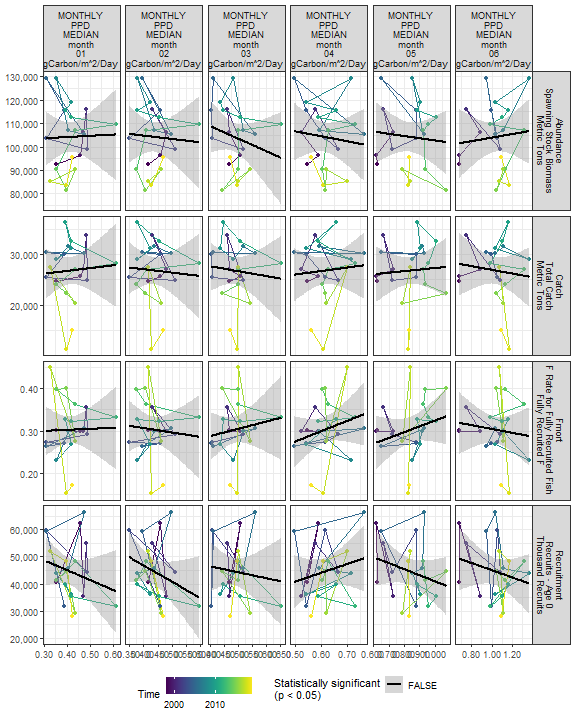 MONTHLY MONTHLY MONTHLY MONTHLY MONTHLY MONTHLY
PPD PPD PPD PPD PPD PPD
MEDIAN MEDIAN MEDIAN MEDIAN MEDIAN MEDIAN
month month month month month month
01 02 03 04 05 06
gCarbon/m^2/Day gCarbon/m^2/Day gCarbon/m^2/Day gCarbon/m^2/Day gCarbon/m^2/Day gCarbon/m^2/Day
130,000
120,000
110,000
100,000
90,000
80,000
Abundance
Spawning Stock Biomass
Metric Tons
30,000
20,000
Catch
Total Catch
Metric Tons
0.40
0.30
0.20
Fmort
F Rate for Fully Recruited Fish
Fully Recruited F
60,000
50,000
40,000
30,000
20,000
Recruitment
Recruits - Age 0
Thousand Recruits
0.30 0.40 0.50 0.60
0.50 0.60 0.70
0.80 1.00 1.20
Time
2000 2010
Statistically significant
(p < 0.05)
FALSE